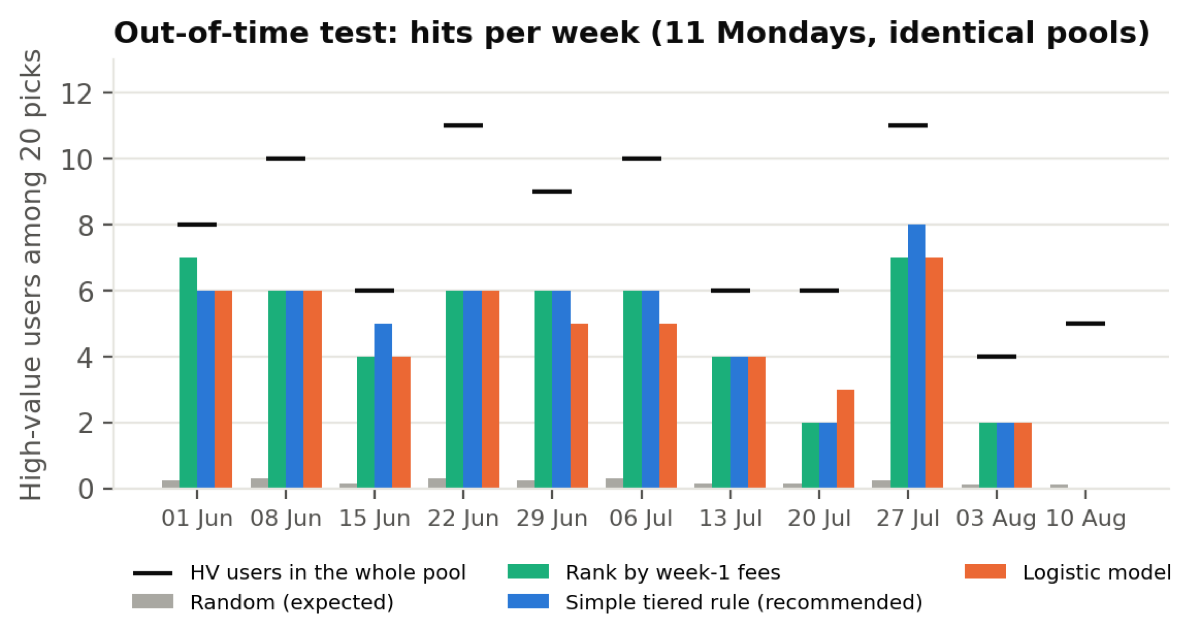 Out-of-time test: hits per week (11 Mondays, identical pools)
High-value users among 20 picks
12
10
8
6
4
2
0
01 Jun 08 Jun 15 Jun 22 Jun 29 Jun 06 Jul 13 Jul 20 Jul 27 Jul 03 Aug 10 Aug
HV users in the whole pool Rank by week-1 fees Logistic model
Random (expected) Simple tiered rule (recommended)